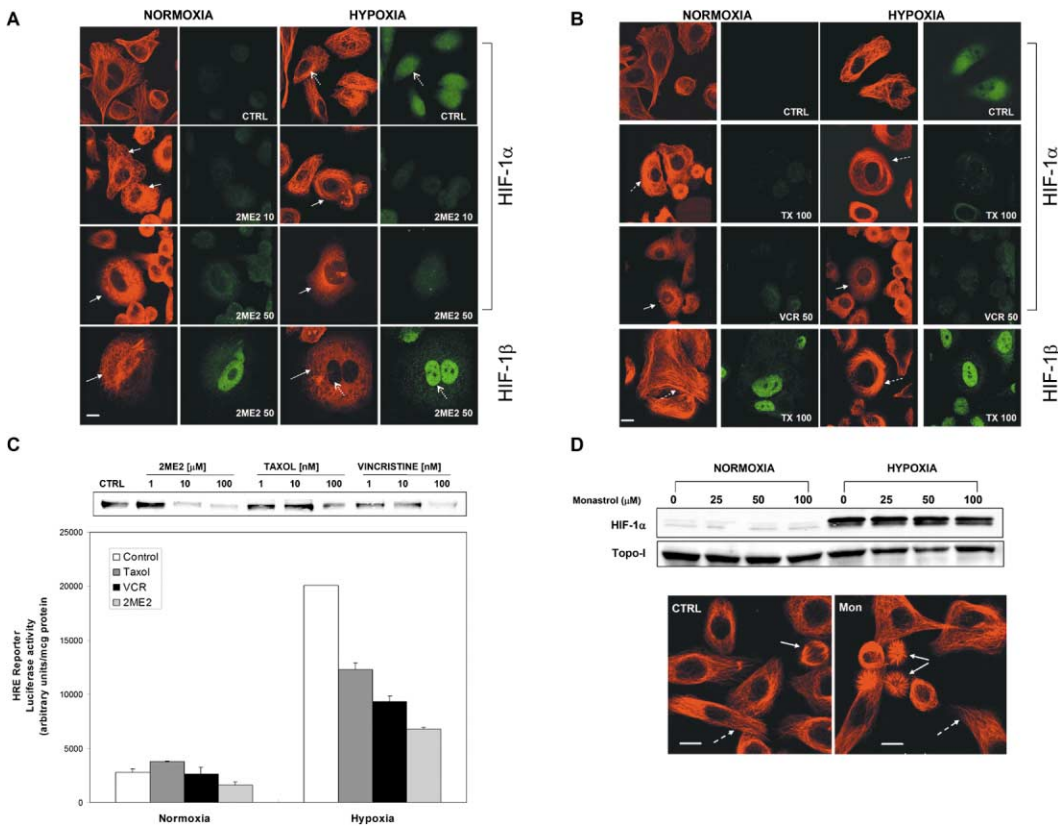 A
NORMOXIA HYPOXIA
CTRL CTRL
2ME2 10 2ME2 10
2ME2 50 2ME2 50
2ME2 50 2ME2 50
HIF-1α
HIF-1β
B
NORMOXIA HYPOXIA
CTRL CTRL
TX 100 TX 100
VCR 50 VCR 50
TX 100 TX 100
HIF-1α
HIF-1β
C
2ME2 [µM] TAXOL [nM] VINCRISTINE [nM]
CTRL 1 10 100 1 10 100 1 10 100
25000
20000
15000
10000
5000
0
HRE Reporter
Luciferase activity
(arbitrary units/mcg protein
Control
Taxol
VCR
2ME2
Normoxia Hypoxia
D
NORMOXIA HYPOXIA
Monastrol (µM) 0 25 50 100 0 25 50 100
HIF-1α
Topo-I
CTRL Mon